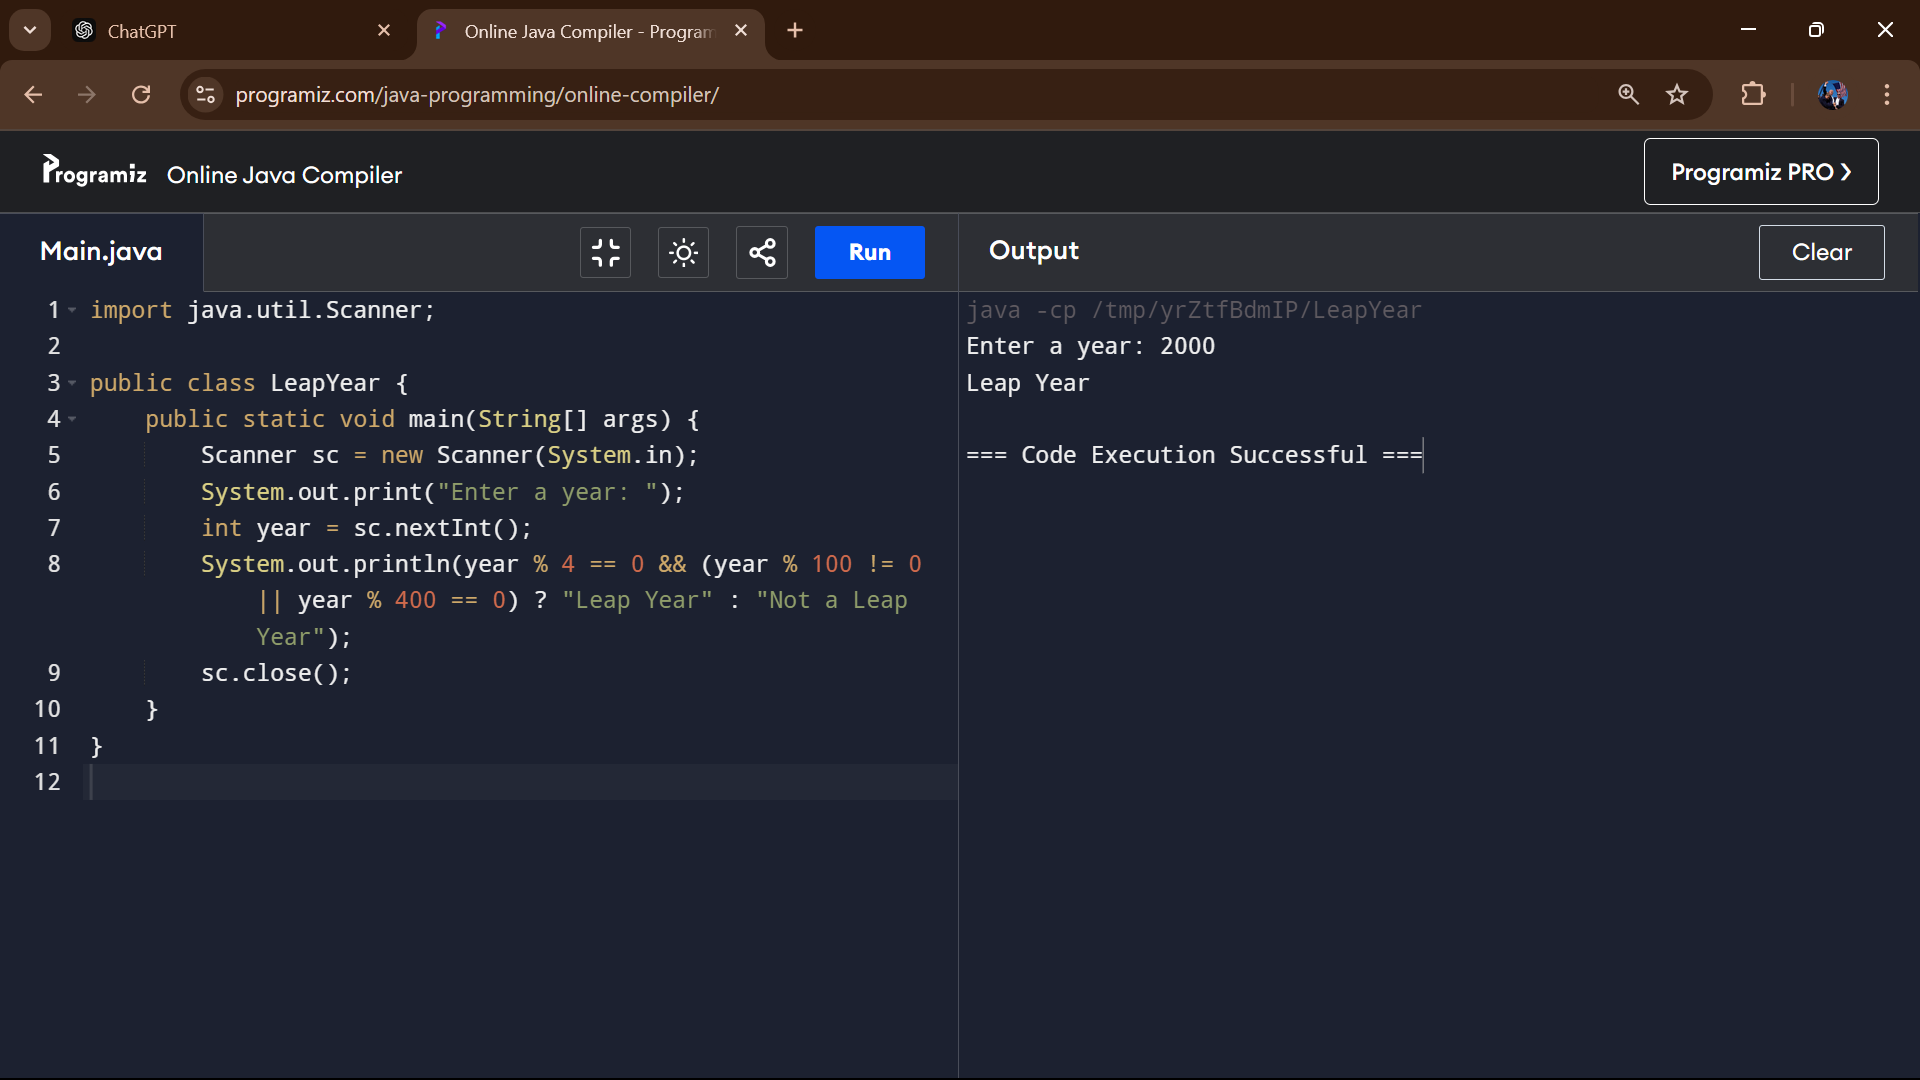 ChatGPT
Online Java Compiler - Program
programiz.com/java-programming/online-compiler/
Programiz Online Java Compiler
Programiz PRO ❯
Main.java
Run
Output
Clear
1 import java.util.Scanner;
2
3 public class LeapYear {
4     public static void main(String[] args) {
5         Scanner sc = new Scanner(System.in);
6         System.out.print("Enter a year: ");
7         int year = sc.nextInt();
8         System.out.println(year % 4 == 0 && (year % 100 != 0
            || year % 400 == 0) ? "Leap Year" : "Not a Leap
            Year");
9         sc.close();
10     }
11 }
12
java -cp /tmp/yrZtfBdmIP/LeapYear
Enter a year: 2000
Leap Year
=== Code Execution Successful ===